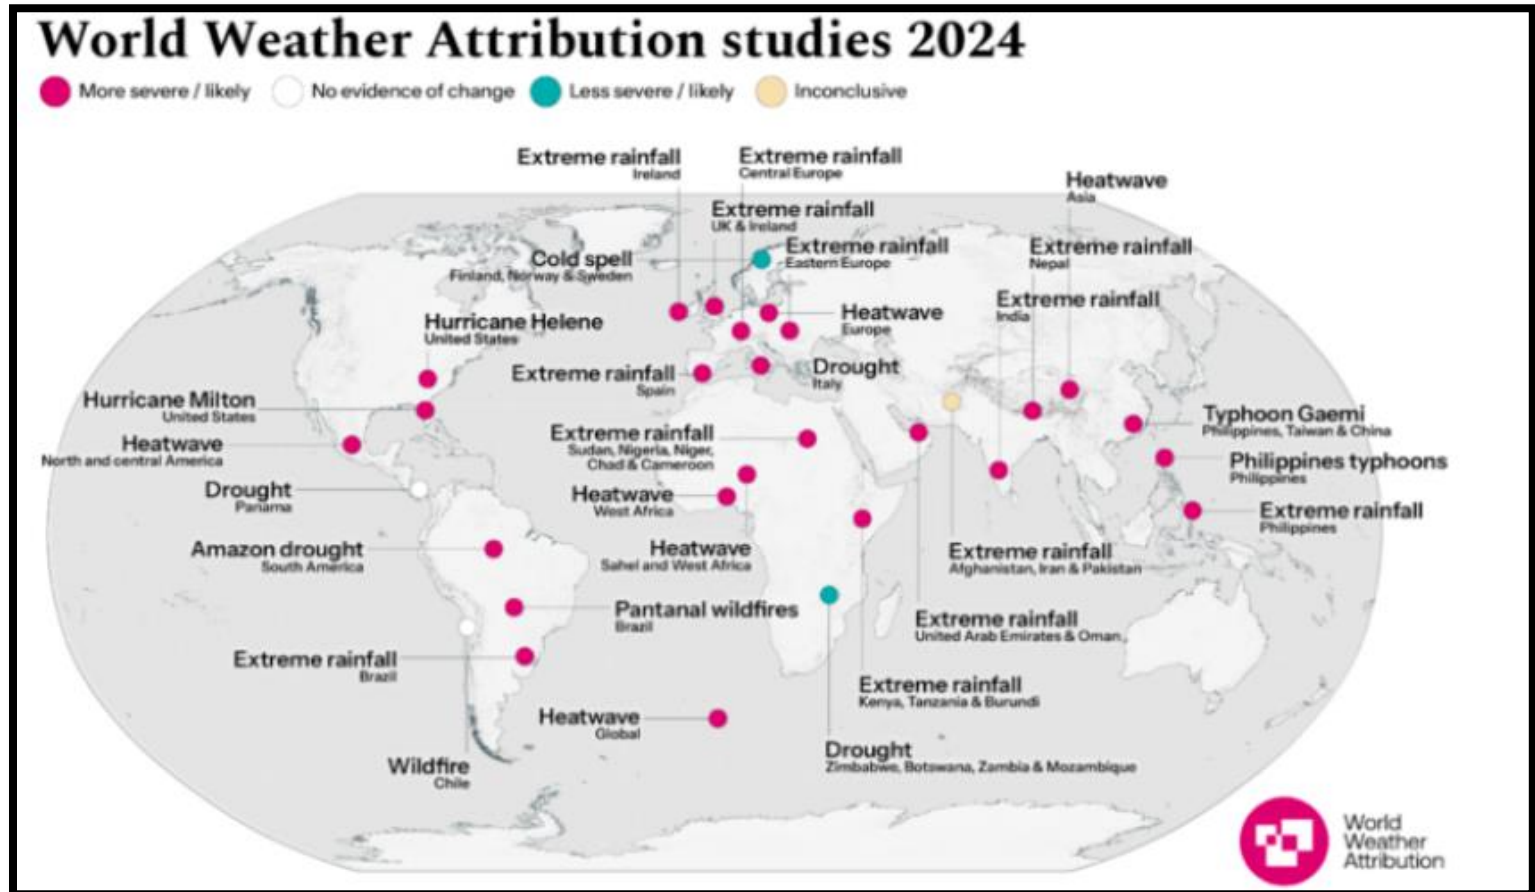 World Weather Attribution studies 2024
More severe / likely
No evidence of change
Less severe / likely
Inconclusive
Extreme rainfall
Ireland
Extreme rainfall
Central Europe
Heatwave
Asia
Extreme rainfall
UK & Ireland
Cold spell
Finland, Norway & Sweden
Extreme rainfall
Eastern Europe
Extreme rainfall
Nepal
Extreme rainfall
India
Hurricane Helene
United States
Heatwave
Europe
Extreme rainfall
Spain
Drought
Italy
Hurricane Milton
United States
Heatwave
North and central America
Extreme rainfall
Sudan, Nigeria, Niger,
Chad & Cameroon
Typhoon Gaemi
Philippines, Taiwan & China
Philippines typhoons
Philippines
Drought
Panama
Heatwave
West Africa
Extreme rainfall
Philippines
Amazon drought
South America
Heatwave
Sahel and West Africa
Extreme rainfall
Afghanistan, Iran & Pakistan
Pantanal wildfires
Brazil
Extreme rainfall
United Arab Emirates & Oman
Extreme rainfall
Brazil
Extreme rainfall
Kenya, Tanzania & Burundi
Heatwave
Global
Drought
Zimbabwe, Botswana, Zambia & Mozambique
Wildfire
Chile
World
Weather
Attribution